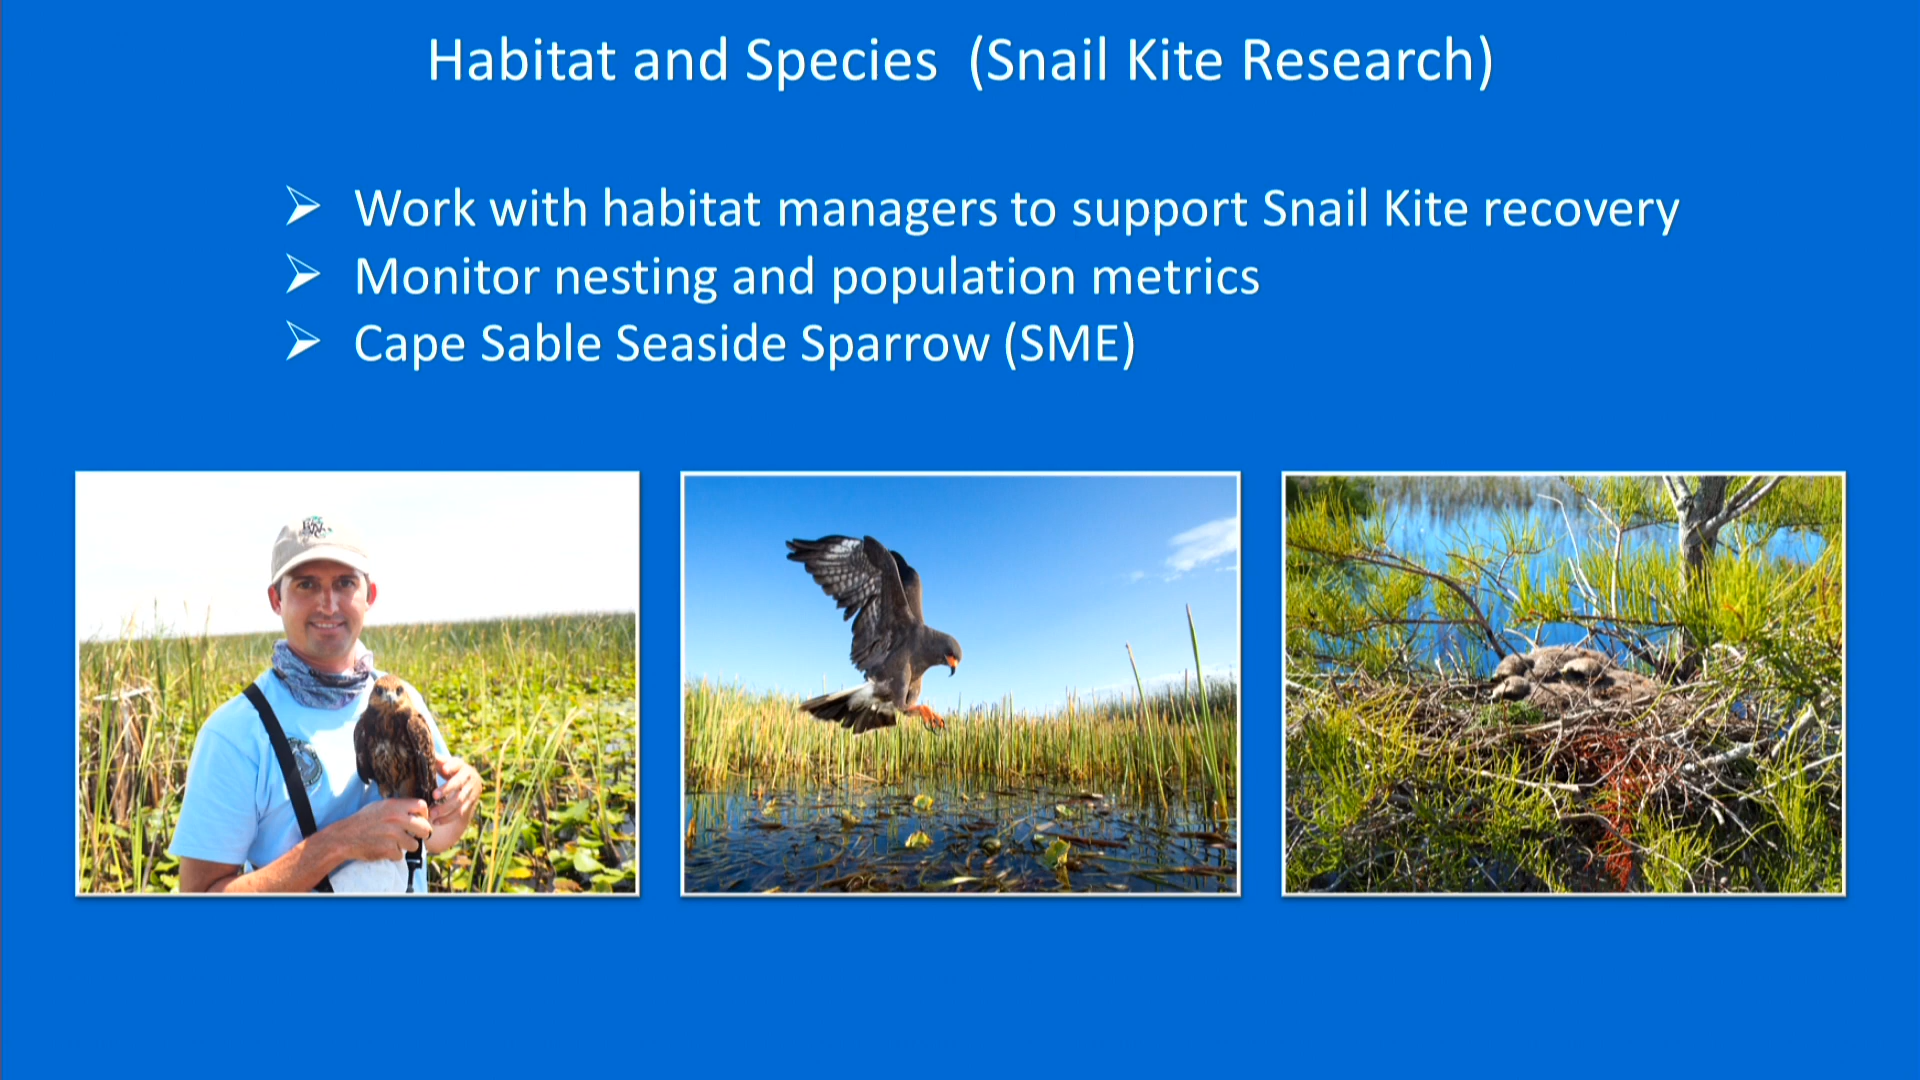 Habitat and Species (Snail Kite Research)
Work with habitat managers to support Snail Kite recovery
Monitor nesting and population metrics
Cape Sable Seaside Sparrow (SME)